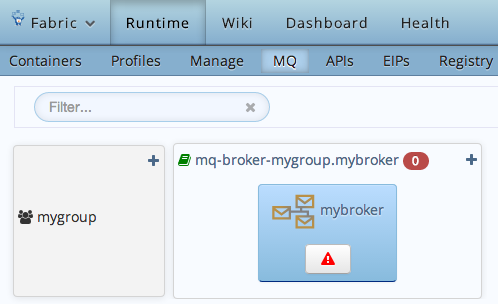 Fabric Runtime Wiki Dashboard Health
Containers Profiles Manage MQ APIs EIPs Registry
Filter...
mq-broker-mygroup.mybroker 0
mygroup
mybroker